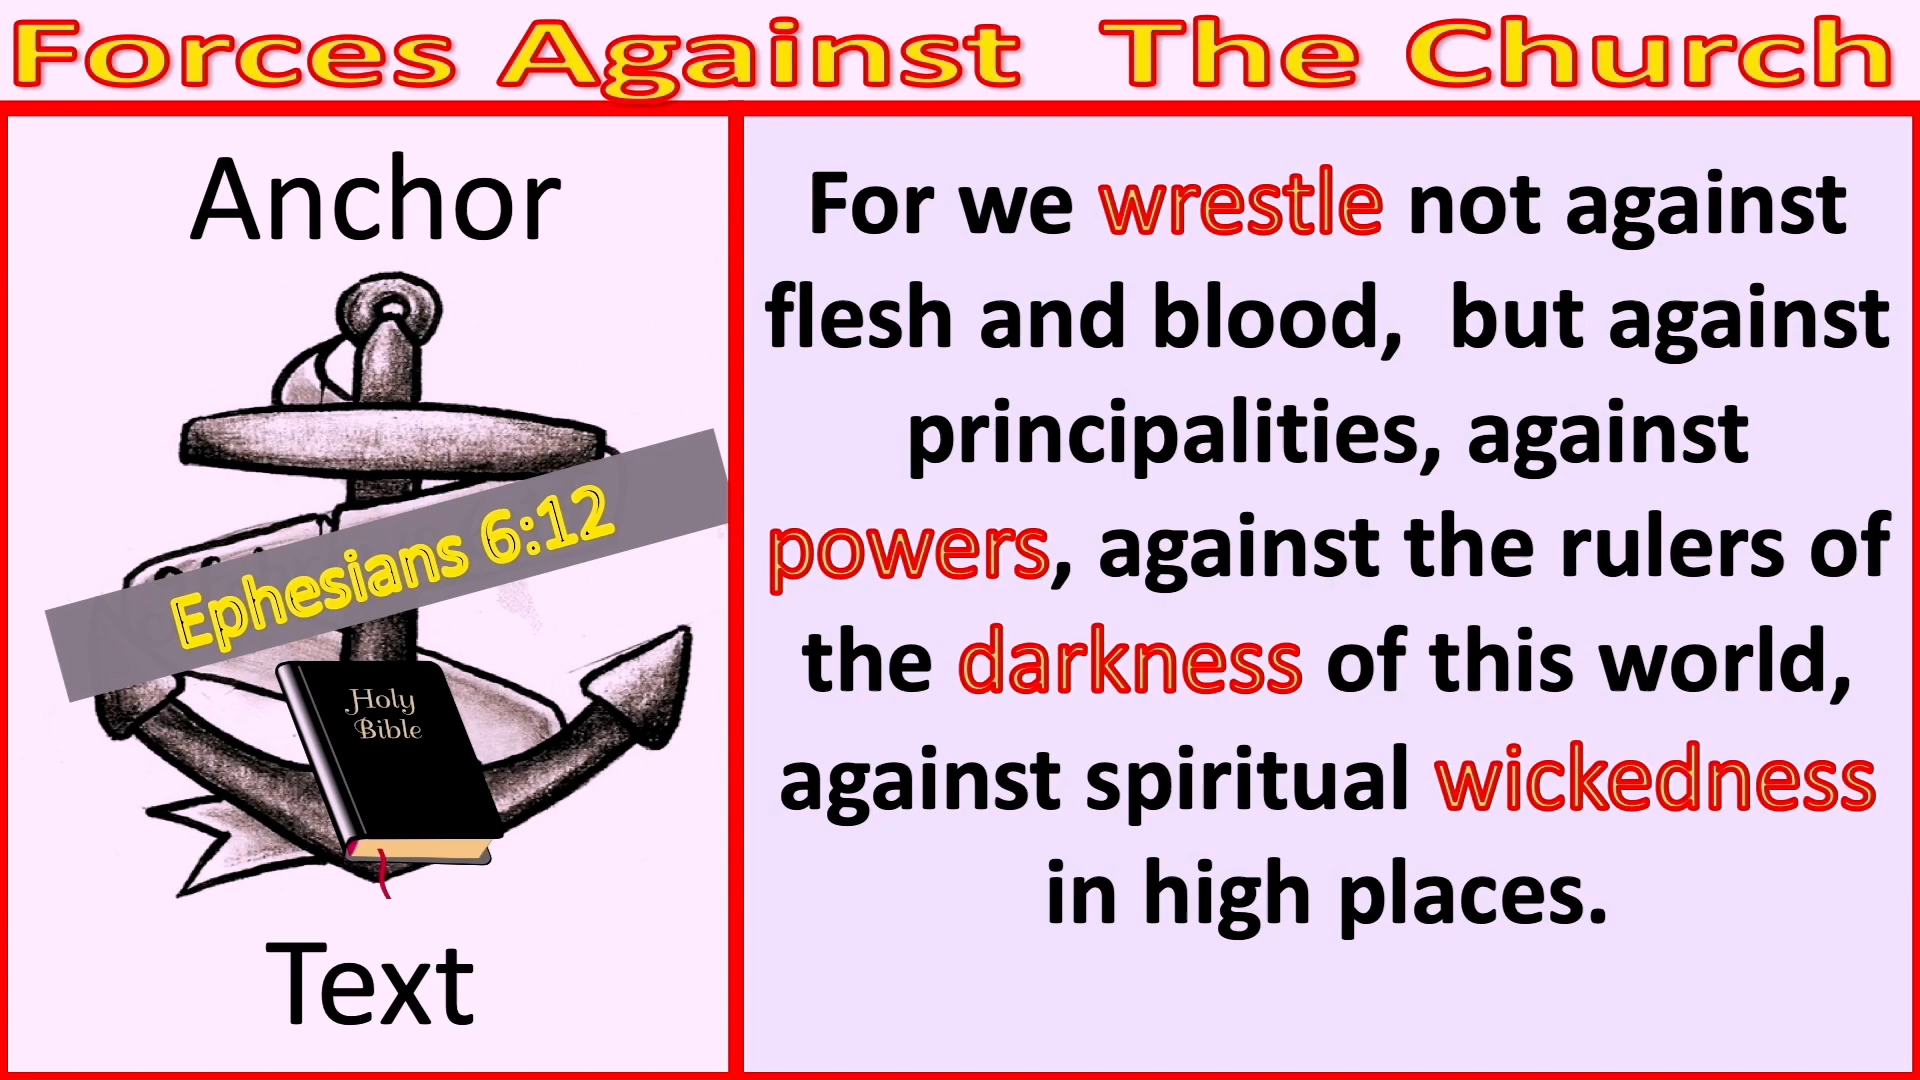 Forces Against The Church
Anchor
Ephesians 6:12
Holy
Bible
Text
For we wrestle not against
flesh and blood, but against
principalities, against
powers, against the rulers of
the darkness of this world,
against spiritual wickedness
in high places.